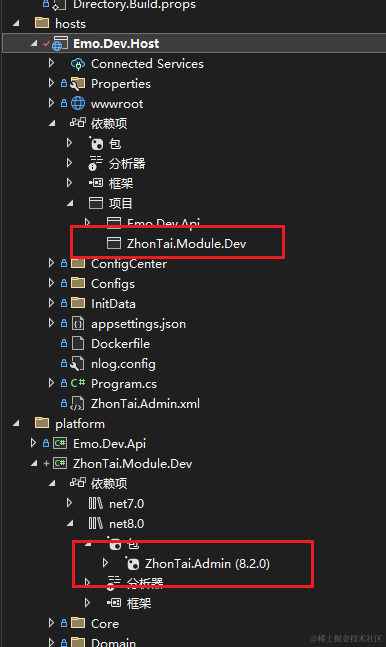 Directory.Build.props
hosts
Emo.Dev.Host
Connected Services
Properties
wwwroot
依赖项
包
分析器
框架
项目
Emo.Dev.Api
ZhonTai.Module.Dev
ConfigCenter
Configs
InitData
appsettings.json
Dockerfile
nlog.config
C# Program.cs
ZhonTai.Admin.xml
platform
C# Emo.Dev.Api
C# ZhonTai.Module.Dev
依赖项
net7.0
net8.0
包
ZhonTai.Admin (8.2.0)
分析器
框架
Core
Domain
@稀土掘金技术社区